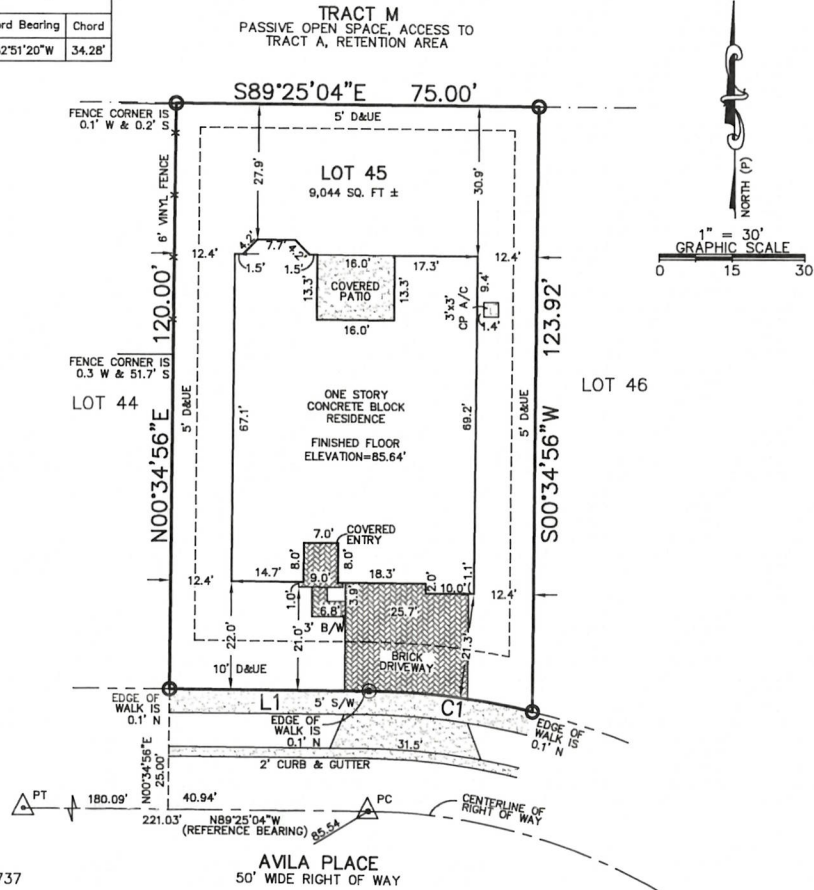 rd Bearing Chord
2°51'20"W 34.28'
TRACT M
PASSIVE OPEN SPACE, ACCESS TO
TRACT A, RETENTION AREA
S89°25'04"E 75.00'
FENCE CORNER IS
0.1' W & 0.2' S
5' D&UE
27.9'
30.9'
LOT 45
9,044 SQ. FT ±
6' VINYL FENCE
NORTH (P)
1" = 30'
GRAPHIC SCALE
0 15 30
12.4'
4.2'
7.7'
4.2'
1.5'
1.5'
16.0'
17.3'
12.4'
COVERED
PATIO
13.3'
13.3'
16.0'
9.4'
3'x3'
CP A/C
1.4'
120.00'
123.92'
FENCE CORNER IS
0.3 W & 51.7' S
LOT 44
LOT 46
5' D&UE
5' D&UE
67.1'
69.2'
ONE STORY
CONCRETE BLOCK
RESIDENCE
FINISHED FLOOR
ELEVATION=85.64'
N00°34'56"E
S00°34'56"W
7.0'
COVERED
ENTRY
8.0'
8.0'
12.4'
14.7'
9.0'
18.3'
2.0'
10.0'
1.1'
12.4'
1.0'
6.8'
3.9'
25.7'
3' B/W
22.0'
21.0'
21.3'
BRICK
DRIVEWAY
10' D&UE
EDGE OF
WALK IS
0.1' N
L1
5' S/W
C1
EDGE OF
WALK IS
0.1' N
EDGE OF
WALK IS
0.1' N
31.5'
2' CURB & GUTTER
N00°34'56"E
25.00'
PT
180.09'
40.94'
PC
CENTERLINE OF
RIGHT OF WAY
221.03' N89°25'04"W
(REFERENCE BEARING)
85.54
AVILA PLACE
50' WIDE RIGHT OF WAY
737